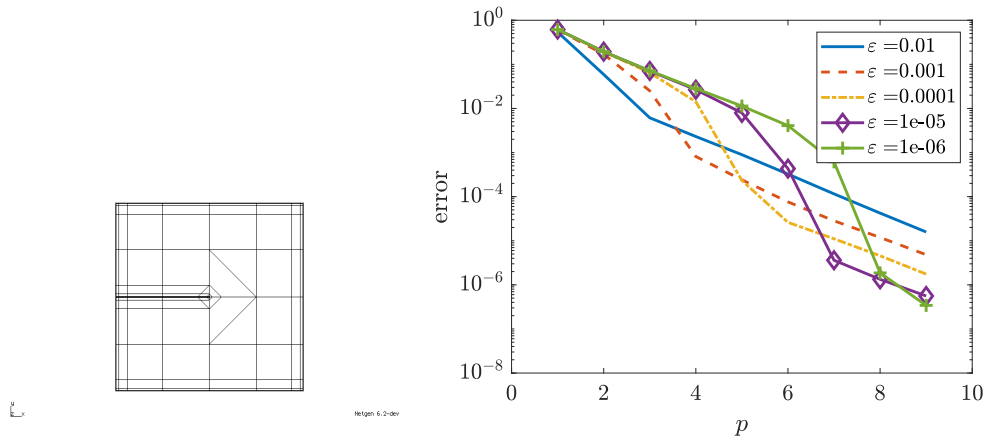 y
z x
Netgen 6.2-dev
10^0
10^-2
10^-4
10^-6
10^-8
error
0
2
4
6
8
10
p
ε =0.01
ε =0.001
ε =0.0001
ε =1e-05
ε =1e-06